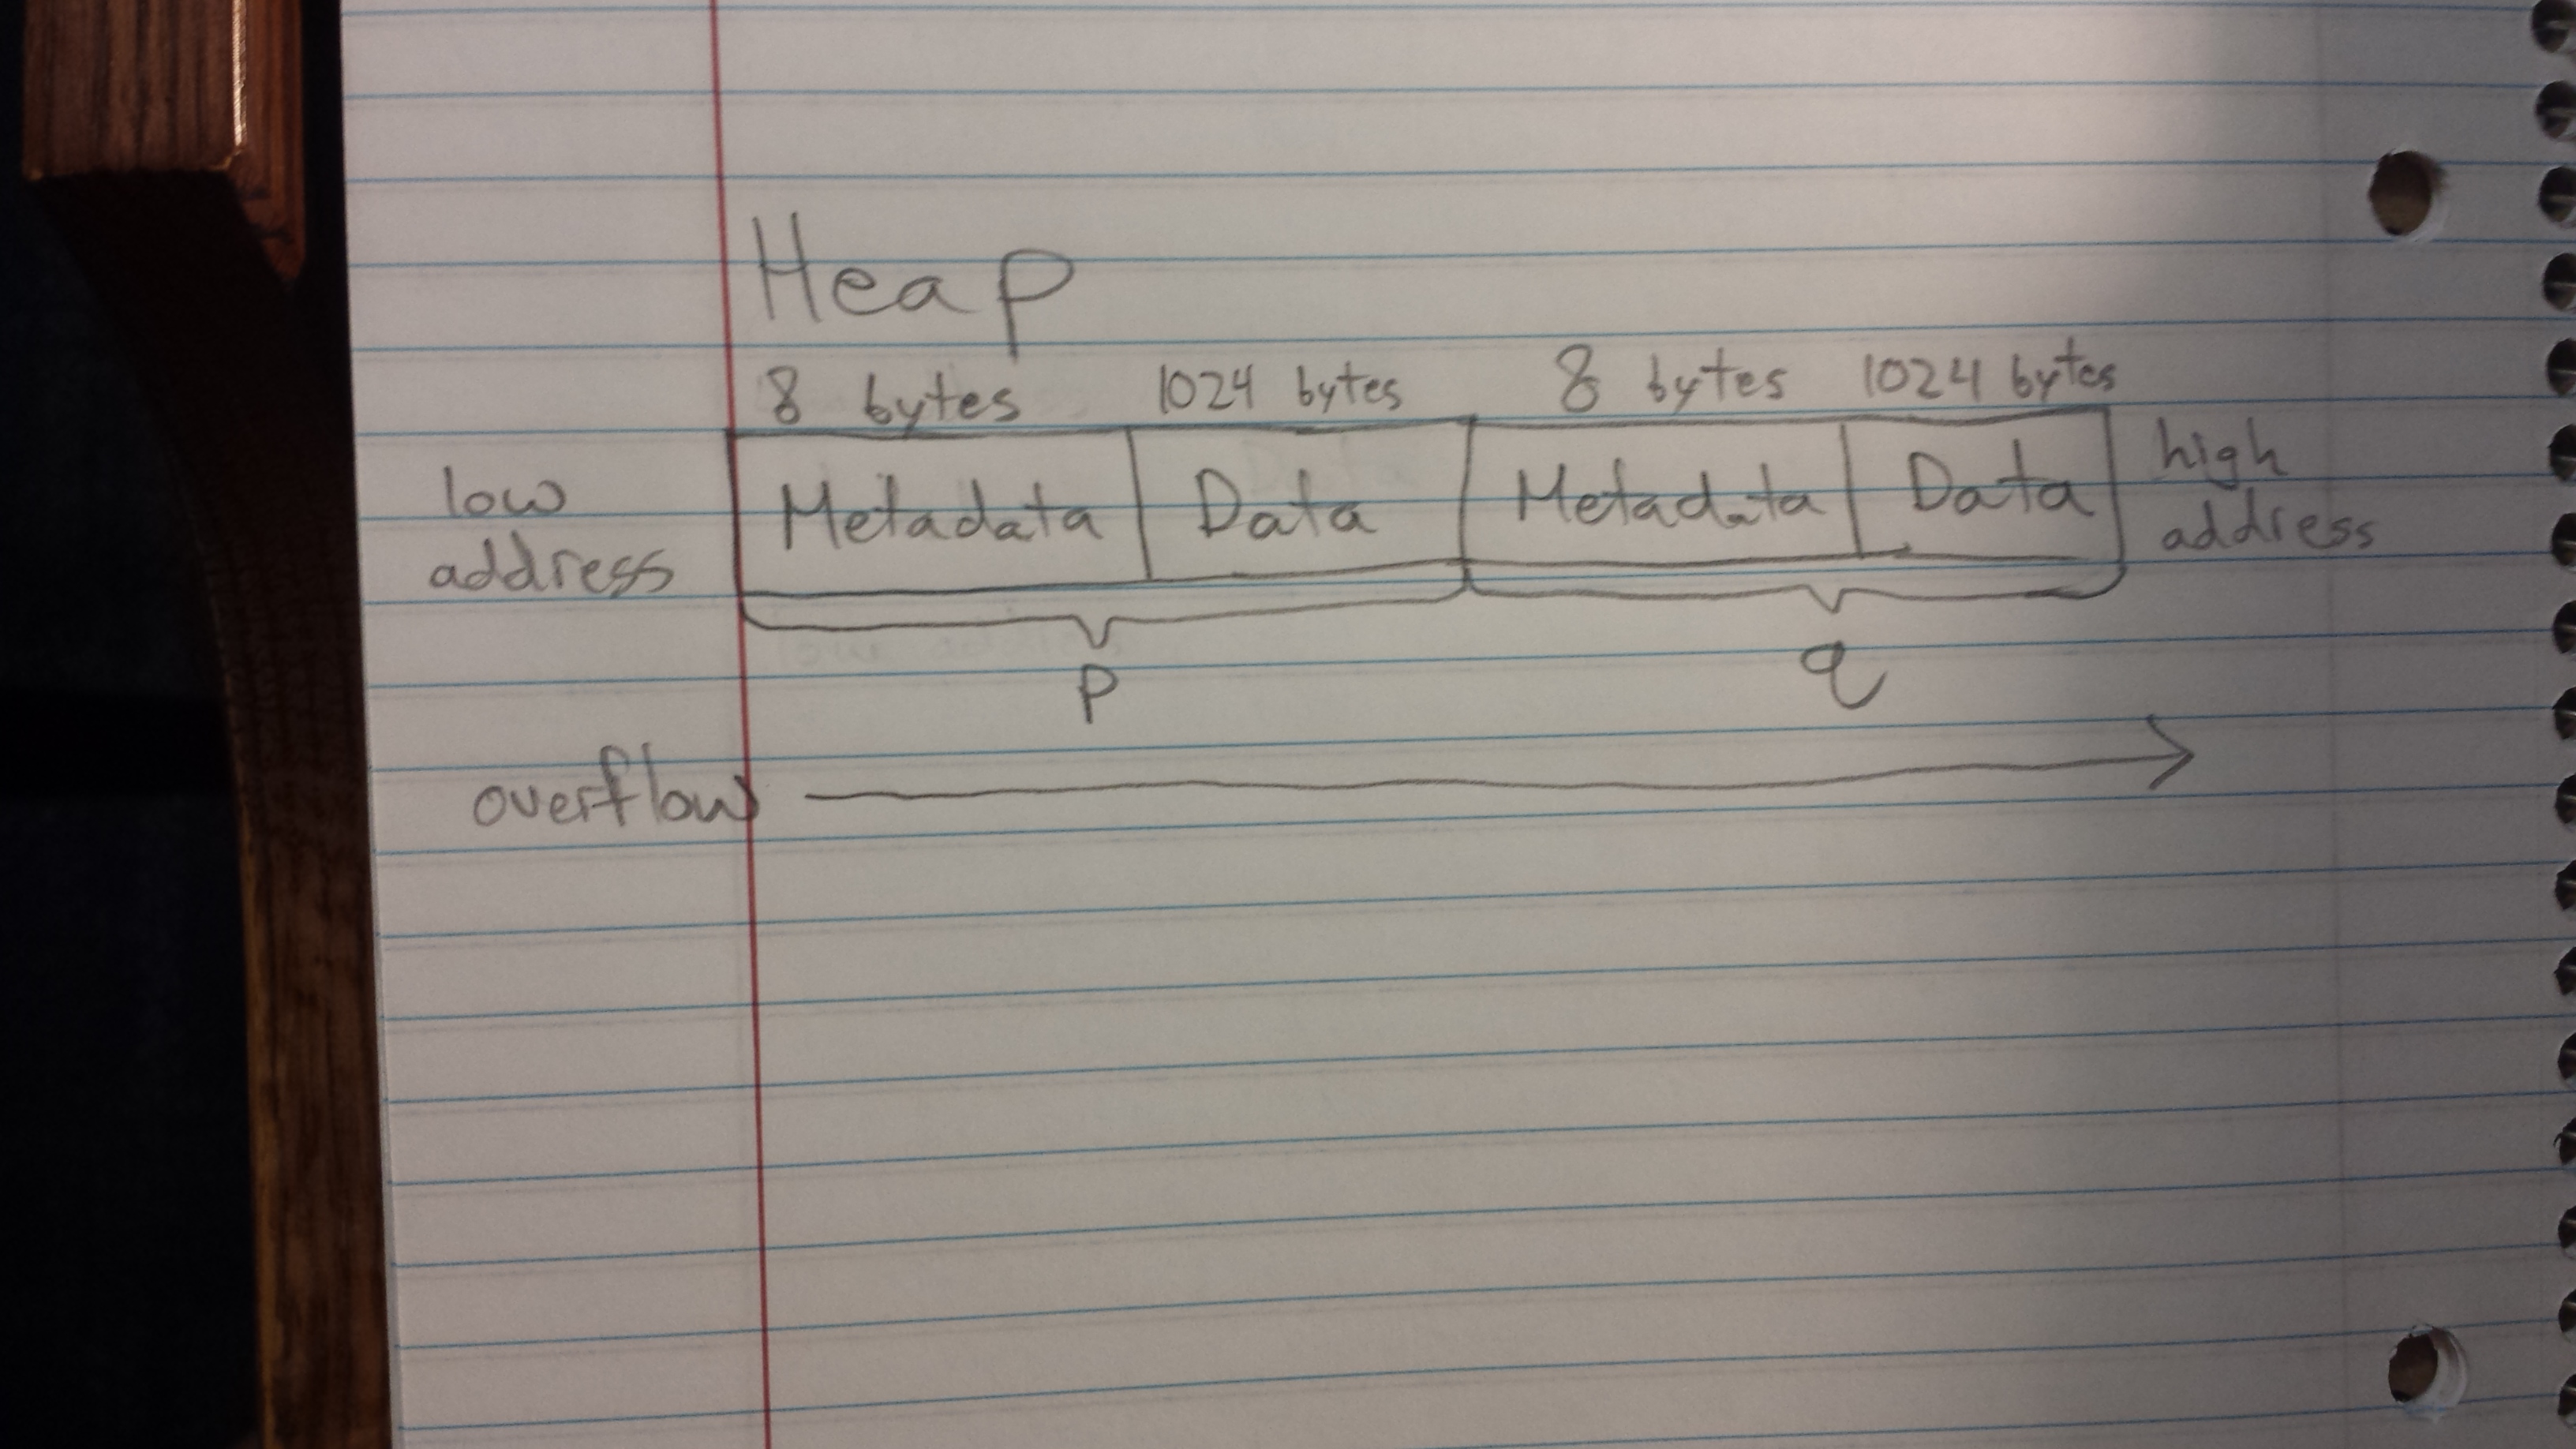 Heap
8 bytes 1024 bytes 8 bytes 1024 bytes
low address Metadata Data Metadata Data high address
p q
overflow